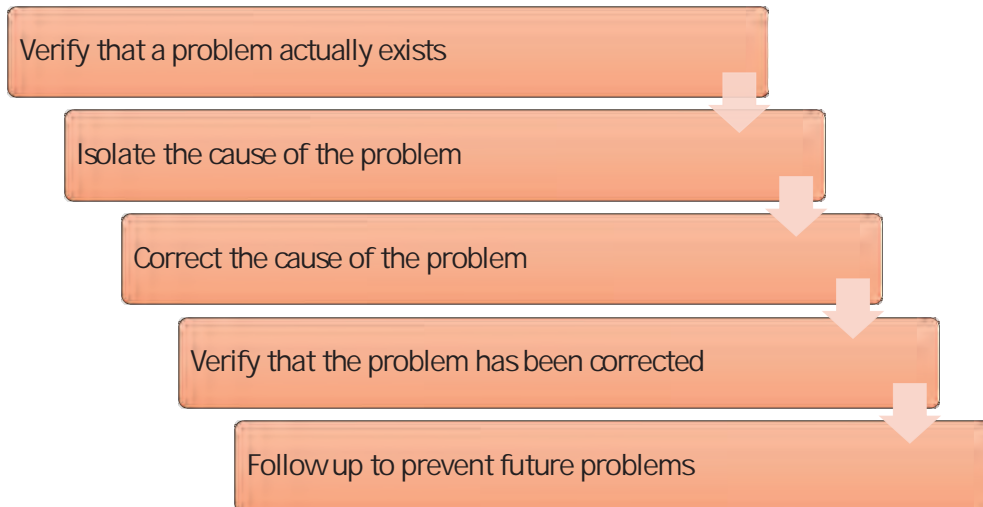 Verify that a problem actually exists
Isolate the cause of the problem
Correct the cause of the problem
Verify that the problem has been corrected
Follow up to prevent future problems